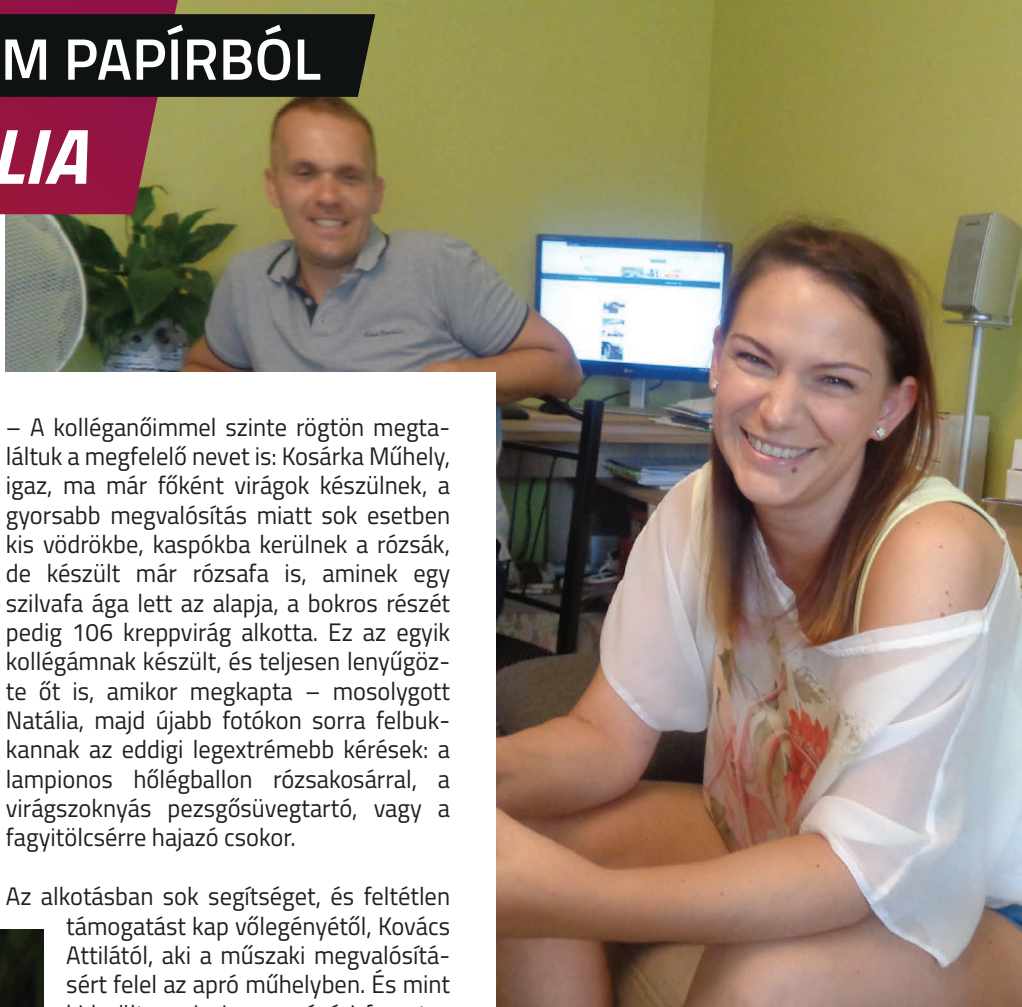 M PAPÍRBÓL
LIA
– A kolléganőimmel szinte rögtön megta-
láltuk a megfelelő nevet is: Kosárka Műhely,
igaz, ma már főként virágok készülnek, a
gyorsabb megvalósítás miatt sok esetben
kis vödrökbe, kaspókba kerülnek a rózsák,
de készült már rózsafa is, aminek egy
szilvafa ága lett az alapja, a bokros részét
pedig 106 kreppvirág alkotta. Ez az egyik
kollégámnak készült, és teljesen lenyűgöz-
te őt is, amikor megkapta – mosolygott
Natália, majd újabb fotókon sorra felbuk-
kannak az eddigi legextrémebb kérések: a
lampionos hőlégballon rózsakosárral, a
virágszoknyás pezsgősüvegtartó, vagy a
fagyitölcsérre hajazó csokor.
Az alkotásban sok segítséget, és feltétlen
támogatást kap vőlegényétől, Kovács
Attilától, aki a műszaki megvalósítá-
sért felel az apró műhelyben. És mint